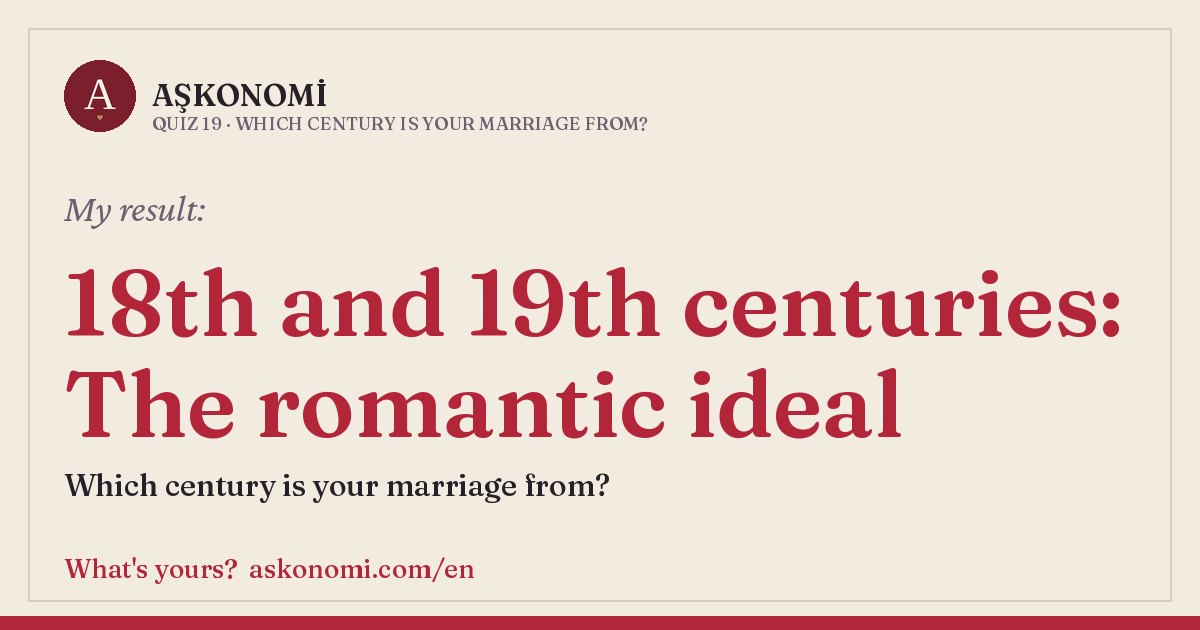 A
AŞKONOMİ
QUIZ 19 · WHICH CENTURY IS YOUR MARRIAGE FROM?
My result:
18th and 19th centuries:
The romantic ideal
Which century is your marriage from?
What's yours? askonomi.com/en